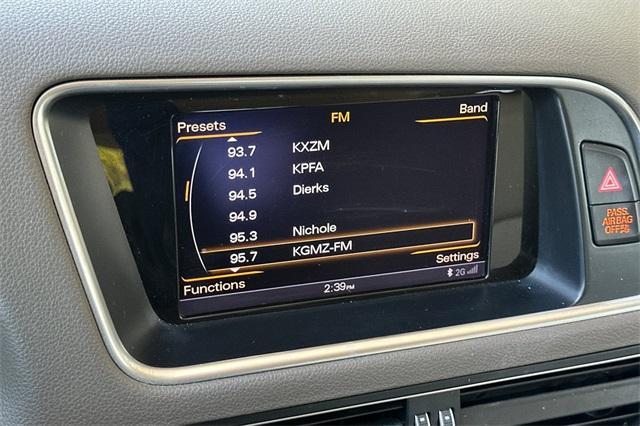 FM
Presets
Band
93.7 KXZM
94.1 KPFA
94.5 Dierks
94.9
95.3 Nichole
95.7 KGMZ-FM
Functions
Settings
2:39PM
2G
PASS
AIRBAG
OFF